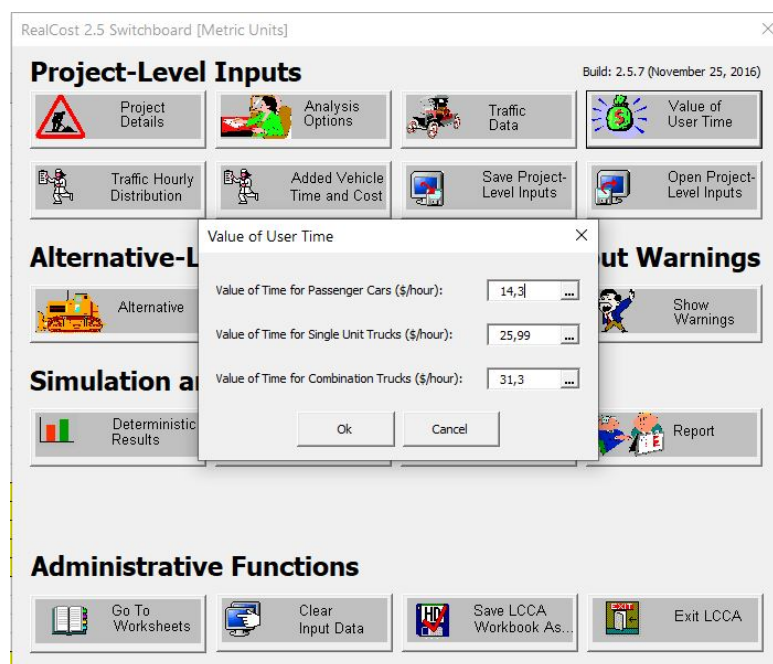 RealCost 2.5 Switchboard [Metric Units]
Project-Level Inputs
Build: 2.5.7 (November 25, 2016)
Project
Details
Analysis
Options
Traffic
Data
Value of
User Time
Traffic Hourly
Distribution
Added Vehicle
Time and Cost
Save Project-
Level Inputs
Open Project-
Level Inputs
Value of User Time
Value of Time for Passenger Cars ($/hour):
14,3
...
Value of Time for Single Unit Trucks ($/hour):
25,99
...
Value of Time for Combination Trucks ($/hour):
31,3
...
Ok
Cancel
Alternative-L
ut Warnings
Alternative
Show
Warnings
Simulation a
Deterministic
Results
Report
Administrative Functions
Go To
Worksheets
Clear
Input Data
HD
Save LCCA
Workbook As...
EXIT
Exit LCCA